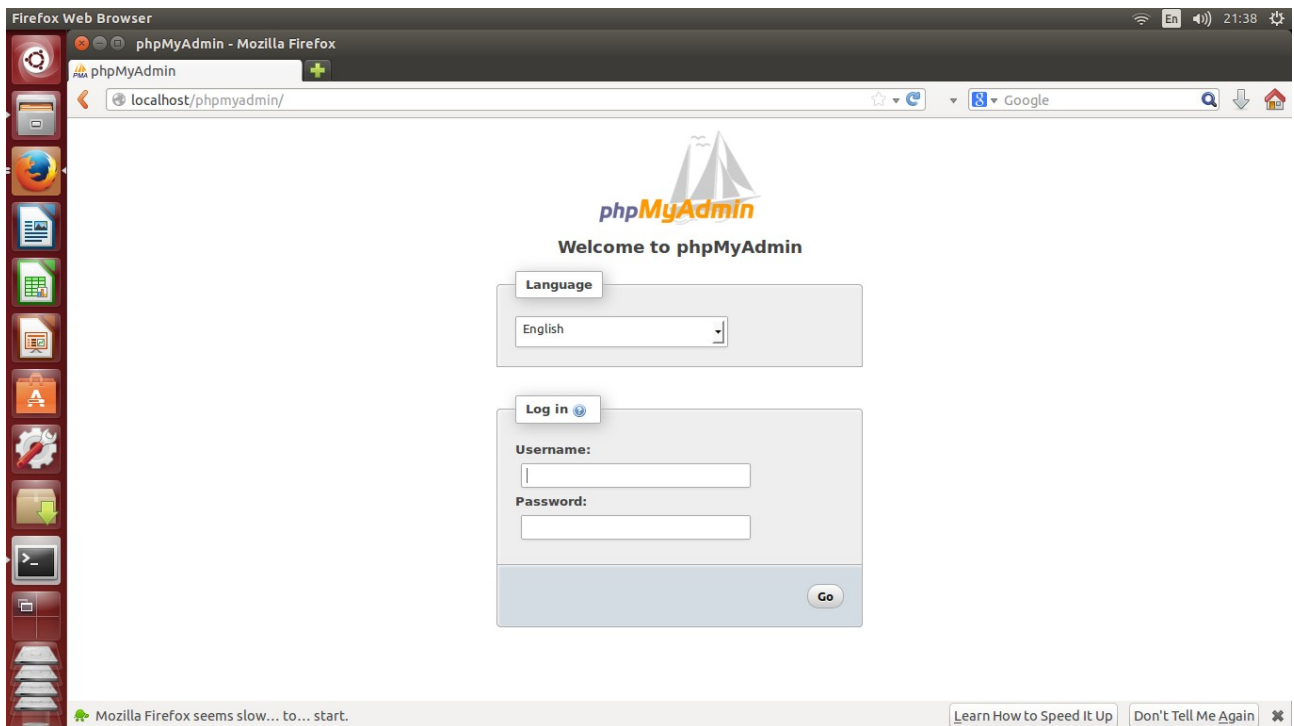 Firefox Web Browser
En 21:38
phpMyAdmin - Mozilla Firefox
PMA phpMyAdmin
localhost/phpmyadmin/
8 Google
phpMyAdmin
Welcome to phpMyAdmin
Language
English
Log in
Username:
Password:
Go
Mozilla Firefox seems slow... to... start.
Learn How to Speed It Up
Don't Tell Me Again